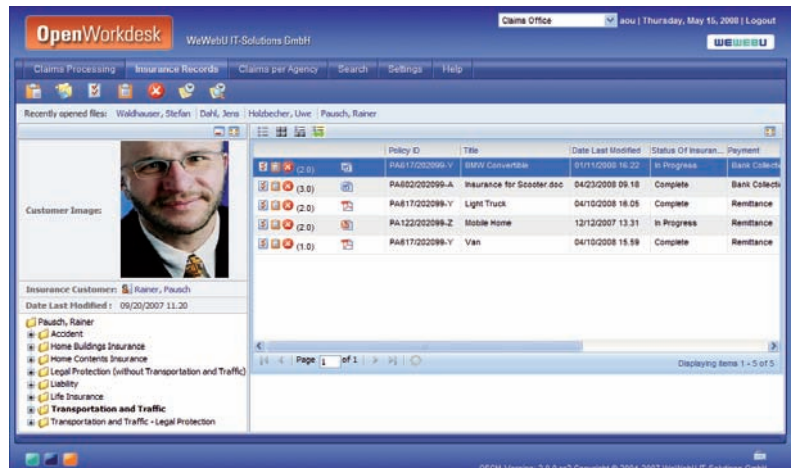 Claims Office aou | Thursday, May 15, 2008 | Logout
OpenWorkdesk WeWebU IT-Solutions GmbH
WEWEBU
Claims Processing Insurance Records Claims per Agency Search Settings Help
Recently opened files: Waldhauser, Stefan | Dahl, Jens | Holzbecher, Uwe | Pausch, Rainer
Policy ID Title Date Last Modified Status Of Insuran... Payment
(2.0) PA617/202099-Y BMW Convertible 01/11/2008 16.22 In Progress Bank Collecti
(3.0) PA602/202099-A Insurance for Scooter.doc 04/23/2008 09.18 Complete Bank Collecti
(2.0) PA617/202099-Y Light Truck 04/10/2008 16.05 Complete Remittance
(2.0) PA122/202099-Z Mobile Home 12/12/2007 13.31 In Progress Remittance
(1.0) PA617/202099-Y Van 04/10/2008 15.59 Complete Remittance
Customer Image:
Insurance Customer: Rainer, Pausch
Date Last Modified : 09/20/2007 11.20
Pausch, Rainer
Accident
Home Buildings Insurance
Home Contents Insurance
Legal Protection (without Transportation and Traffic)
Liability
Life Insurance
Transportation and Traffic
Transportation and Traffic - Legal Protection
Page 1 of 1
Displaying items 1 - 5 of 5